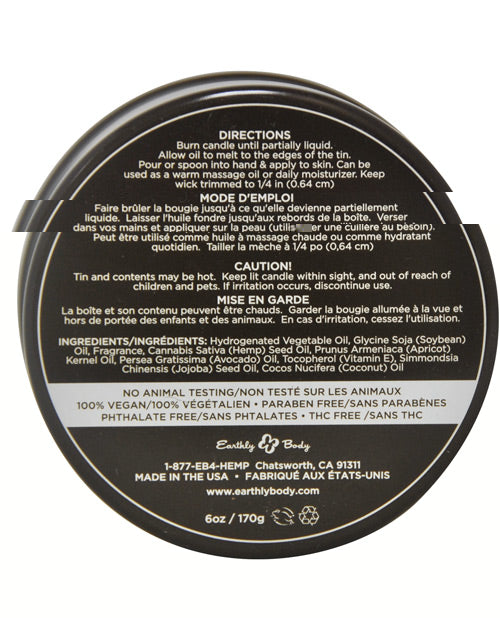 DIRECTIONS
Burn candle until partially liquid.
Allow oil to melt to the edges of the tin.
Pour or spoon into hand & apply to skin. Can be
used as a warm massage oil or daily moisturizer. Keep
wick trimmed to 1/4 in (0.64 cm)
MODE D'EMPLOI
Faire brûler la bougie jusqu'à ce qu'elle devienne partiellement
liquide. Laisser l'huile fondre jusqu'aux rebords de la boîte. Verser
dans vos mains et appliquer sur la peau (utiliser une cuillère au besoin).
Peut être utilisé comme huile à massage chaude ou comme hydratant
quotidien. Tailler la mèche à 1/4 po (0,64 cm)
CAUTION!
Tin and contents may be hot. Keep lit candle within sight, and out of reach of
children and pets. If irritation occurs, discontinue use.
MISE EN GARDE
La boîte et son contenu peuvent être chauds. Garder la bougie allumée à la vue et
hors de portée des enfants et des animaux. En cas d'irritation, cessez l'utilisation.
INGREDIENTS/INGRÉDIENTS: Hydrogenated Vegetable Oil, Glycine Soja (Soybean)
Oil, Fragrance, Cannabis Sativa (Hemp) Seed Oil, Prunus Armeniaca (Apricot)
Kernel Oil, Persea Gratissima (Avocado) Oil, Tocopherol (Vitamin E), Simmondsia
Chinensis (Jojoba) Seed Oil, Cocos Nucifera (Coconut) Oil
NO ANIMAL TESTING/NON TESTÉ SUR LES ANIMAUX
100% VEGAN/100% VÉGÉTALIEN • PARABEN FREE/SANS PARABÈNES
PHTHALATE FREE/SANS PHTALATES • THC FREE /SANS THC
Earthly Body
1-877-EB4-HEMP Chatsworth, CA 91311
MADE IN THE USA • FABRIQUÉ AUX ÉTATS-UNIS
www.earthlybody.com
6oz / 170g